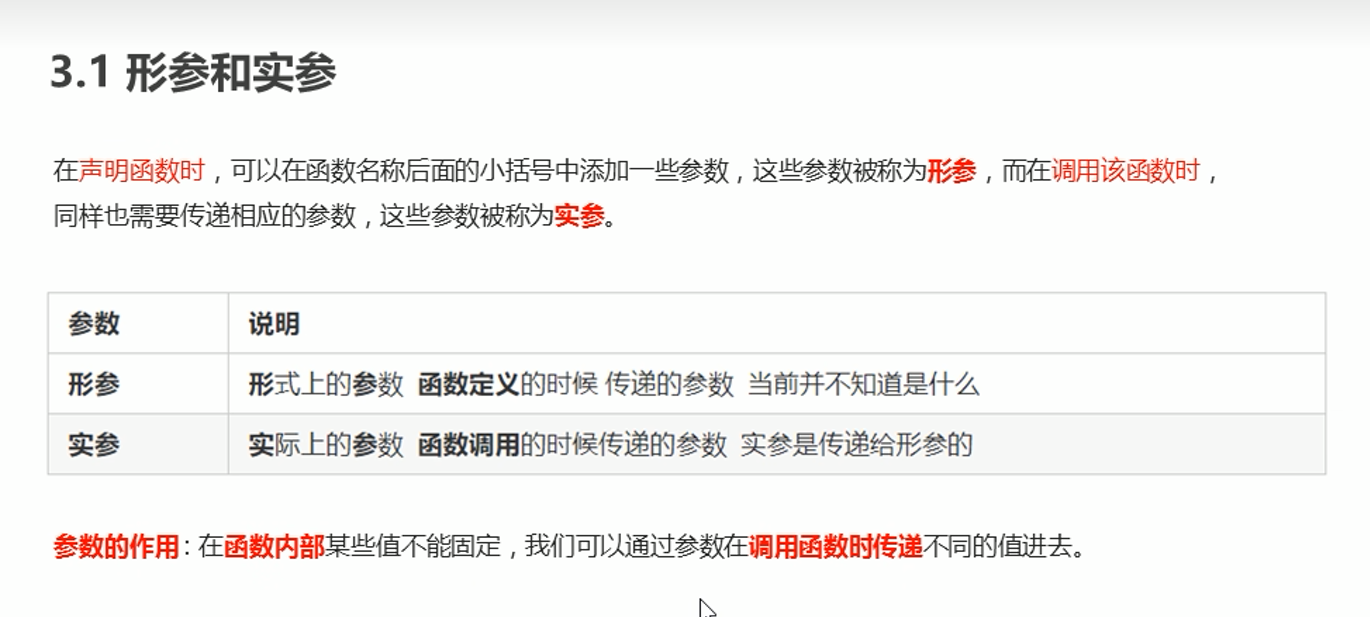 3.1 形参和实参
在声明函数时，可以在函数名称后面的小括号中添加一些参数，这些参数被称为形参，而在调用该函数时，
同样也需要传递相应的参数，这些参数被称为实参。
参数 说明
形参 形式上的参数 函数定义的时候 传递的参数 当前并不知道是什么
实参 实际上的参数 函数调用的时候传递的参数 实参是传递给形参的
参数的作用 : 在函数内部某些值不能固定，我们可以通过参数在调用函数时传递不同的值进去。